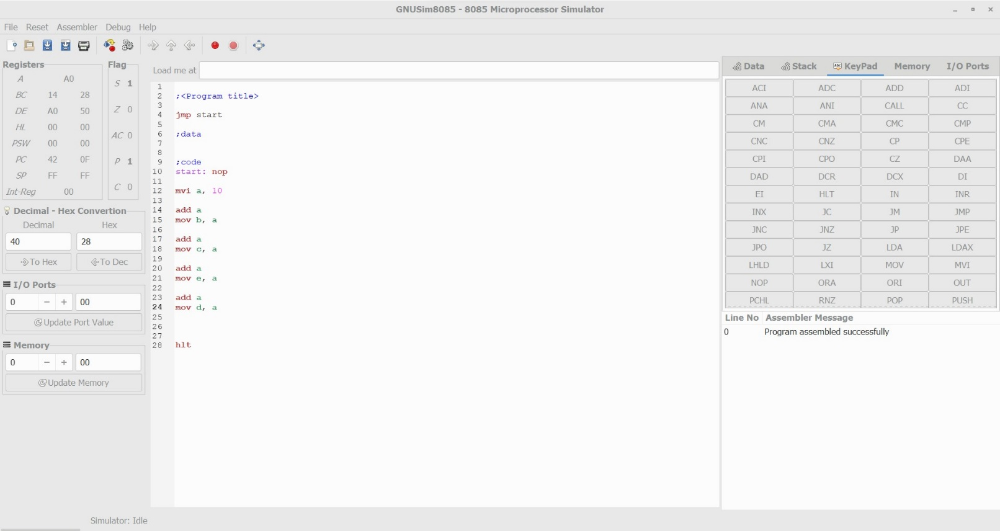 GNUSim8085 - 8085 Microprocessor Simulator
File Reset Assembler Debug Help
Registers
A A0
BC 14 28
DE A0 50
HL 00 00
PSW 00 00
PC 42 0F
SP FF FF
Int-Reg 00
Flag
S 1
Z 0
AC 0
P 1
C 0
Decimal - Hex Convertion
Decimal Hex
40 28
To Hex To Dec
I/O Ports
0 − + 00
Update Port Value
Memory
0 − + 00
Update Memory
Load me at
1
2 ;<Program title>
3
4 jmp start
5
6 ;data
7
8
9 ;code
10 start: nop
11
12 mvi a, 10
13
14 add a
15 mov b, a
16
17 add a
18 mov c, a
19
20 add a
21 mov e, a
22
23 add a
24 mov d, a
25
26
27
28 hlt
Data Stack KeyPad Memory I/O Ports
ACI ADC ADD ADI
ANA ANI CALL CC
CM CMA CMC CMP
CNC CNZ CP CPE
CPI CPO CZ DAA
DAD DCR DCX DI
EI HLT IN INR
INX JC JM JMP
JNC JNZ JP JPE
JPO JZ LDA LDAX
LHLD LXI MOV MVI
NOP ORA ORI OUT
PCHL RNZ POP PUSH
Line No Assembler Message
0 Program assembled successfully
Simulator: Idle